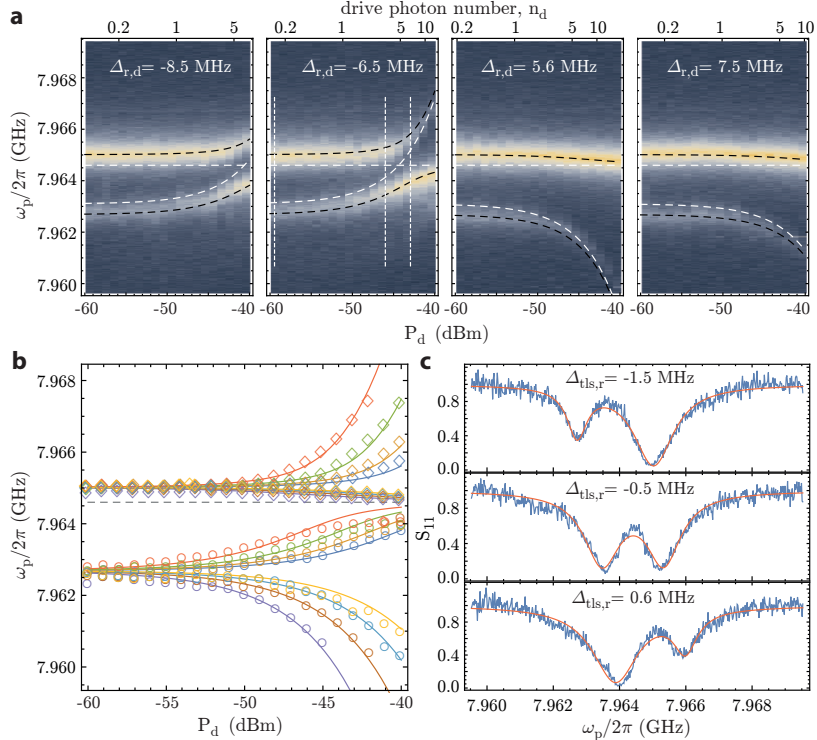 drive photon number, n_d
a
0.2 1 5 0.2 1 5 10 0.2 1 5 10 0.2 1 5 10
Δ_r,d= -8.5 MHz Δ_r,d= -6.5 MHz Δ_r,d= 5.6 MHz Δ_r,d= 7.5 MHz
7.968
7.966
7.964
7.962
7.960
ω_p/2π (GHz)
-60 -50 -40 -60 -50 -40 -60 -50 -40 -60 -50 -40
P_d (dBm)
b
7.968
7.966
7.964
7.962
7.960
ω_p/2π (GHz)
-60 -55 -50 -45 -40
P_d (dBm)
c
Δ_tls,r= -1.5 MHz
0.8
0.4
0.0
Δ_tls,r= -0.5 MHz
0.8
0.4
0.0
S_11
Δ_tls,r= 0.6 MHz
0.8
0.4
0.0
7.960 7.962 7.964 7.966 7.968
ω_p/2π (GHz)